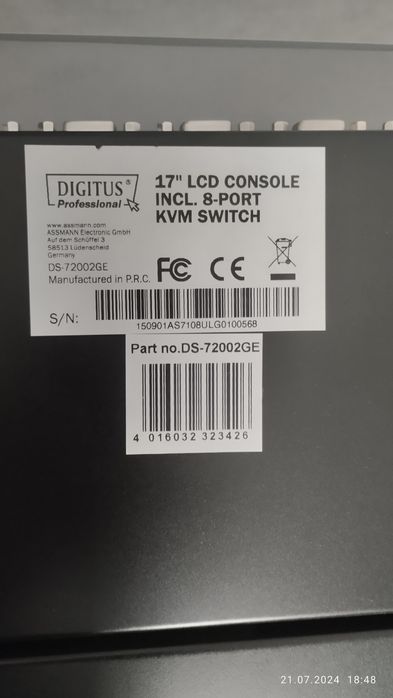 DIGITUS®
Professional
17" LCD CONSOLE
INCL. 8-PORT
KVM SWITCH
www.assmann.com
ASSMANN Electronic GmbH
Auf dem Schüffel 3
58513 Lüdenscheid
Germany
DS-72002GE
Manufactured in P.R.C.
FC CE
S/N:
150901AS7108ULG0100568
Part no.DS-72002GE
4 016032 323426
21.07.2024 18:48